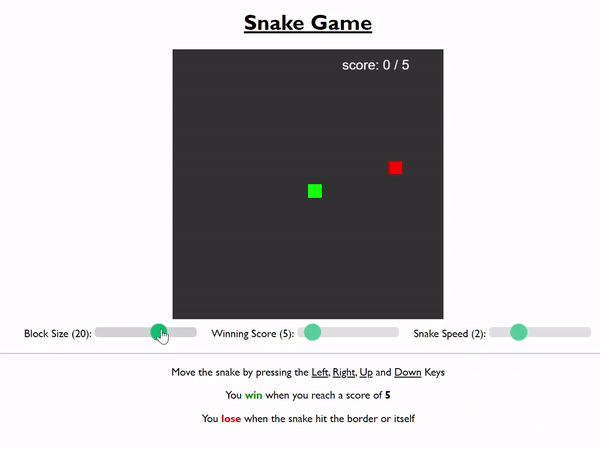 Snake Game
score: 0 / 5
Block Size (20): Winning Score (5): Snake Speed (2):
Move the snake by pressing the Left, Right, Up and Down Keys
You win when you reach a score of 5
You lose when the snake hit the border or itself